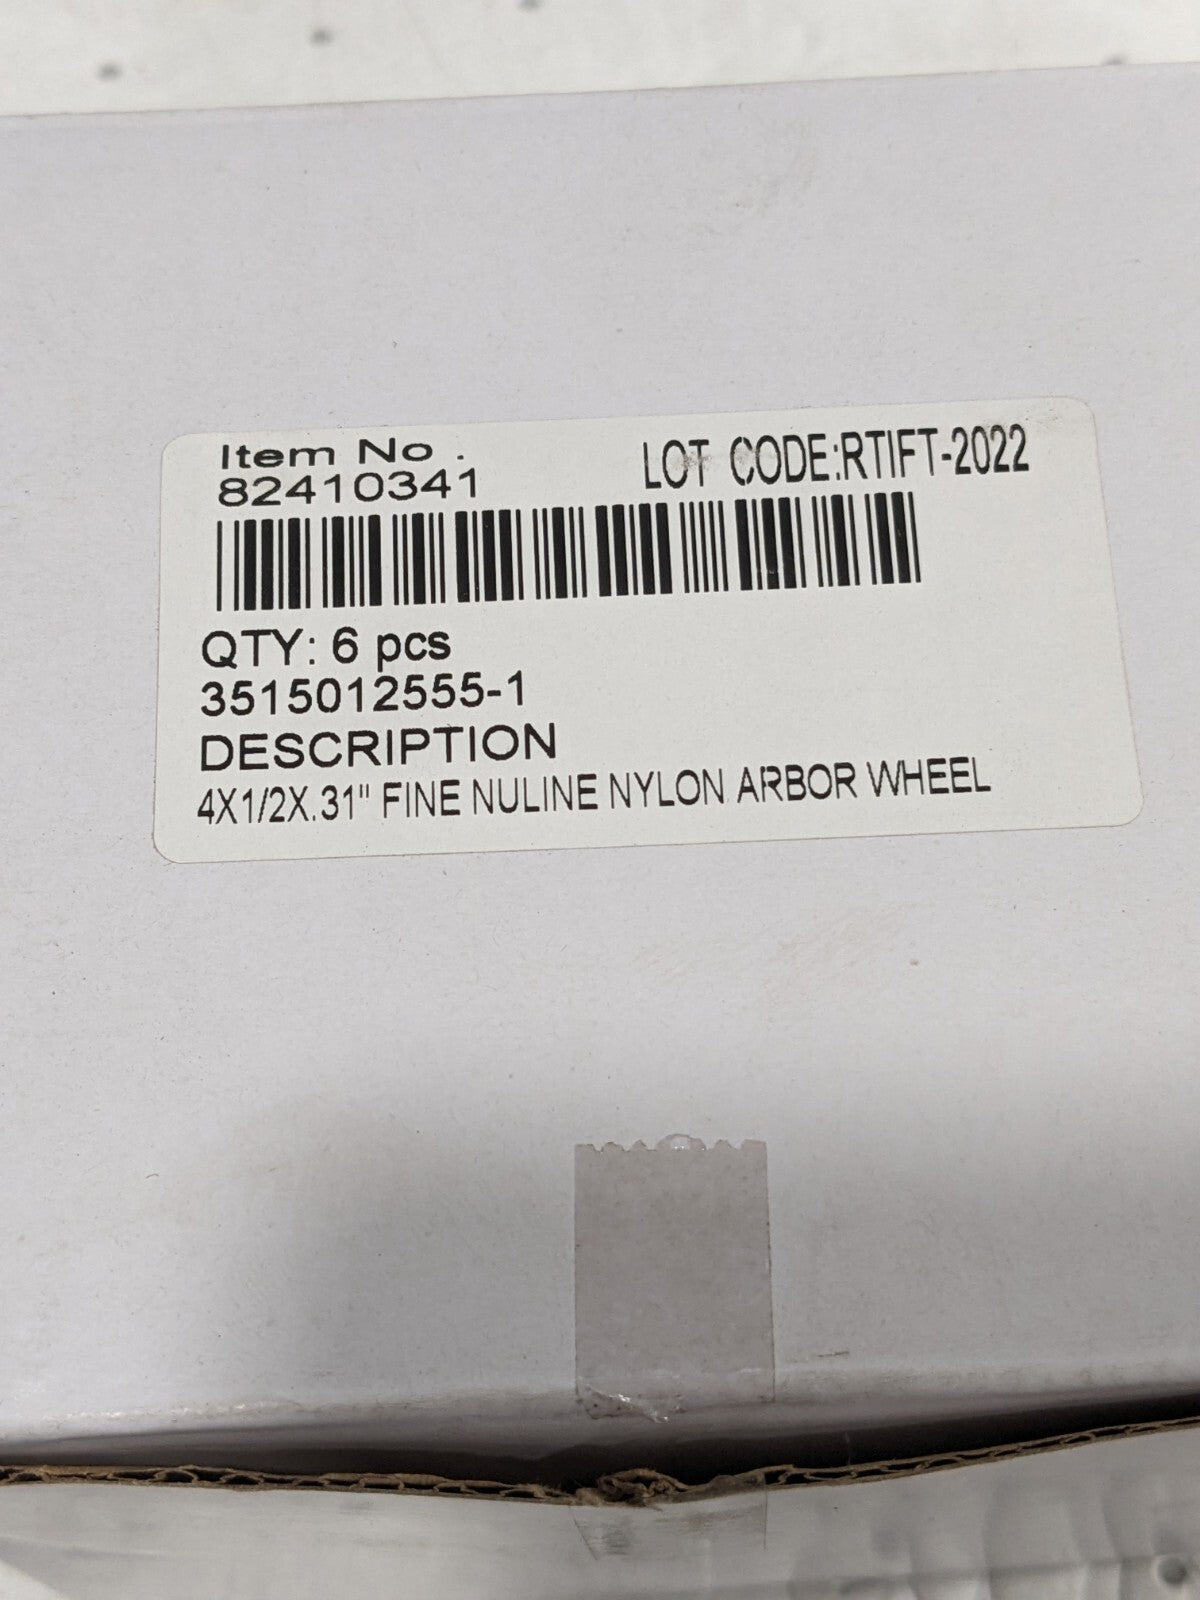 Item No .
82410341
LOT CODE:RTIFT-2022
QTY: 6 pcs
3515012555-1
DESCRIPTION
4X1/2X.31" FINE NULINE NYLON ARBOR WHEEL